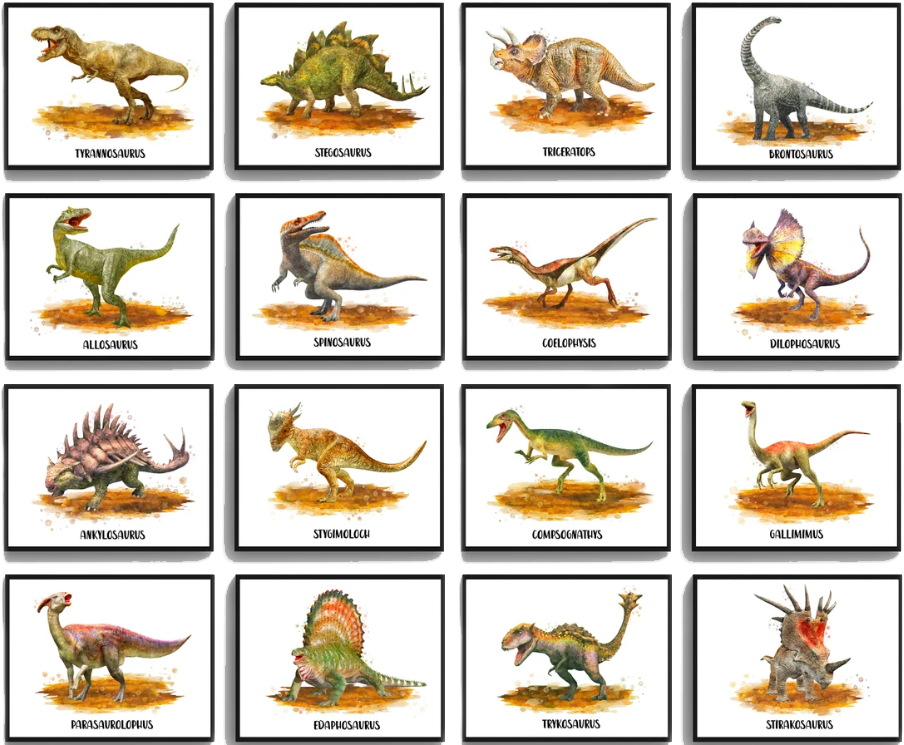 TYRANNOSAURUS
STEGOSAURUS
TRICERATOPS
BRONTOSAURUS
ALLOSAURUS
SPINOSAURUS
COELOPHYSIS
DILOPHOSAURUS
ANKYLOSAURUS
STYGIMOLOCH
COMPSOGNATHYS
GALLIMIMUS
PARASAUROLOPHUS
EDAPHOSAURUS
TRYKOSAURUS
STIRAKOSAURUS